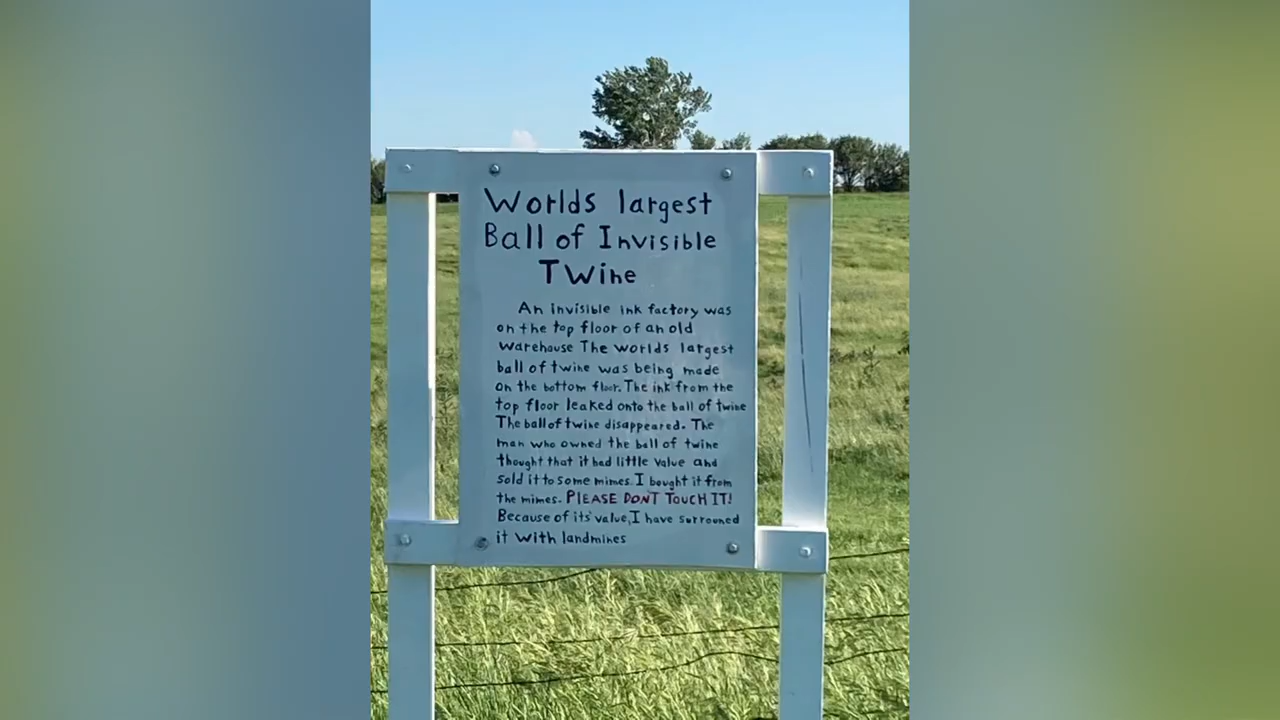 Worlds largest
Ball of Invisible
Twine
An invisible ink factory was
on the top floor of an old
warehouse The worlds largest
ball of twine was being made
on the bottom floor. The ink from the
top floor leaked onto the ball of twine
The ball of twine disappeared. The
man who owned the ball of twine
thought that it had little value and
sold it to some mimes. I bought it from
the mimes. PLEASE DON'T TOUCH IT!
Because of its value, I have surrouned
it with landmines